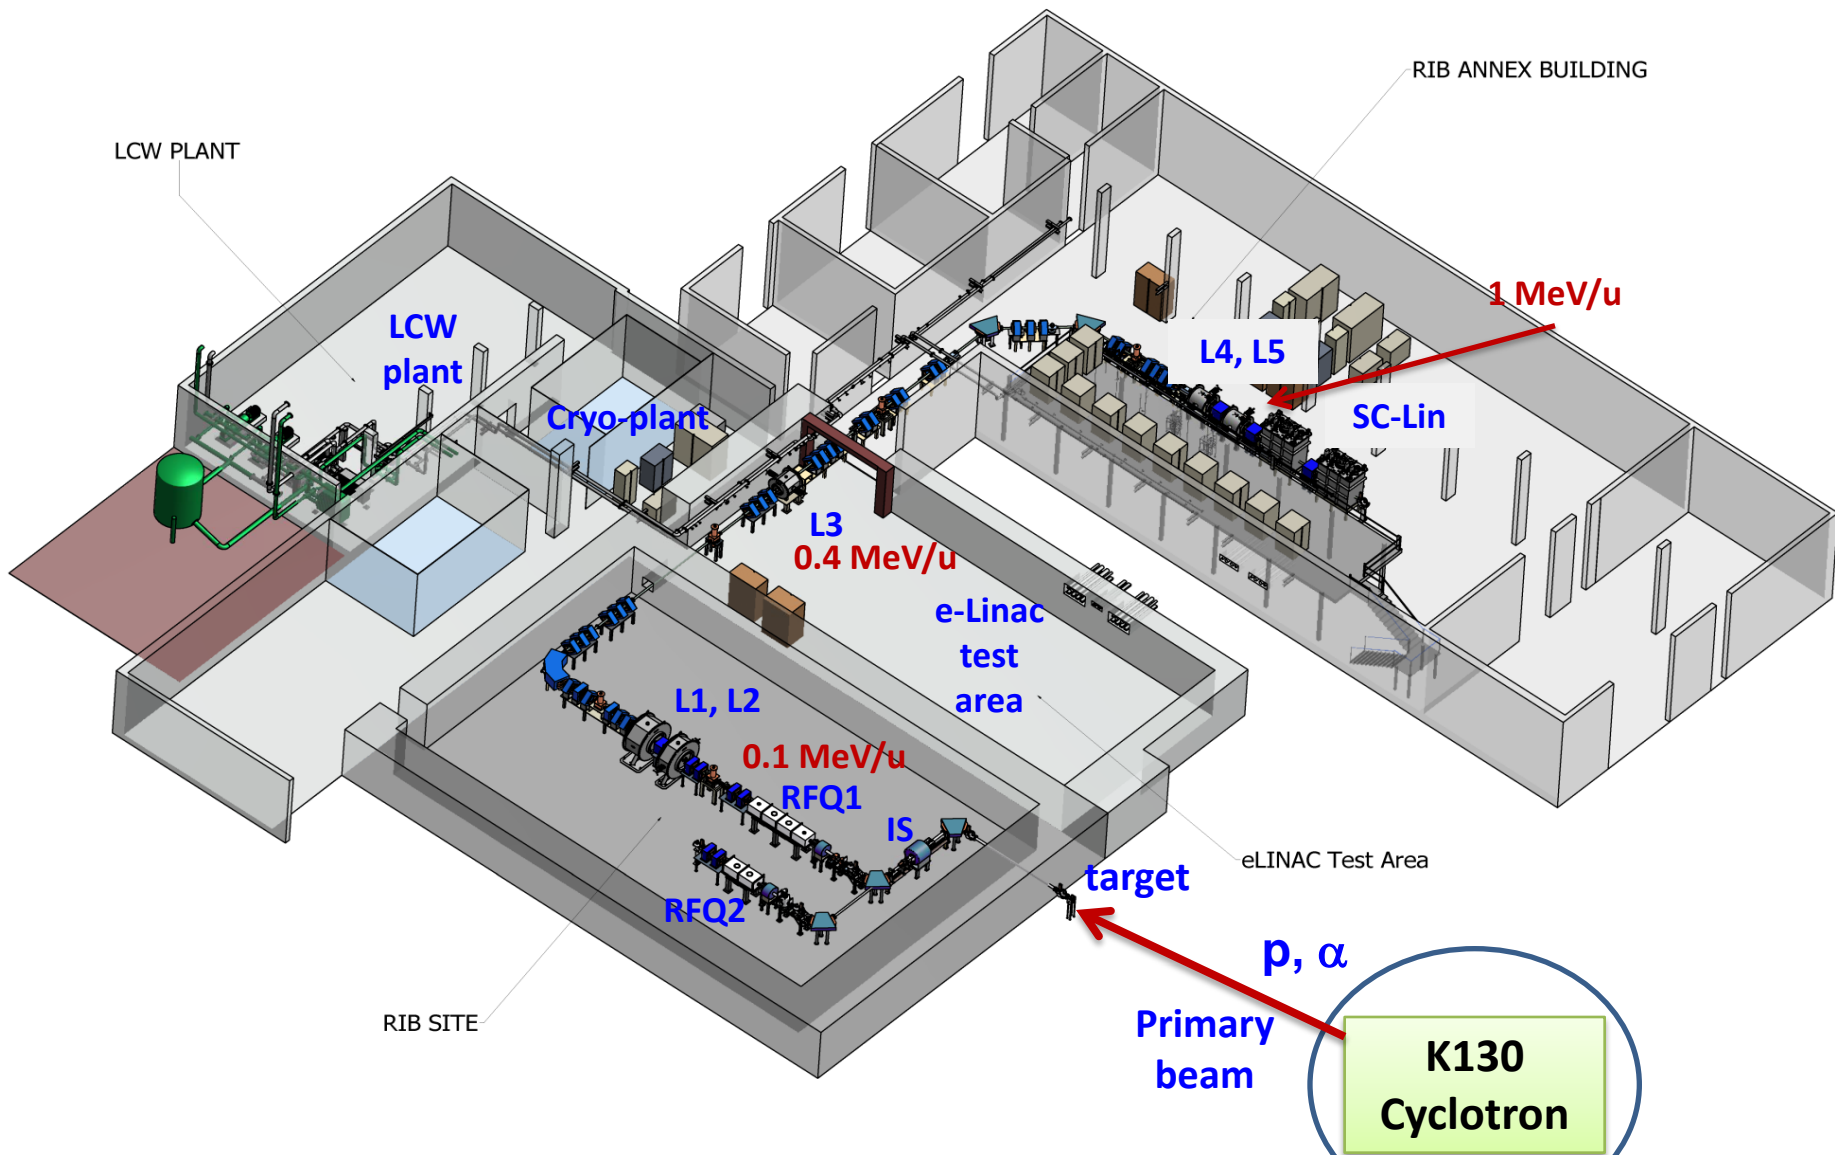 RIB ANNEX BUILDING
LCW PLANT
1 MeV/u
LCW
plant
L4, L5
Cryo-plant
SC-Lin
L3
0.4 MeV/u
e-Linac
test
area
L1, L2
0.1 MeV/u
RFQ1
IS
eLINAC Test Area
target
RFQ2
p, α
RIB SITE
Primary
beam
K130
Cyclotron